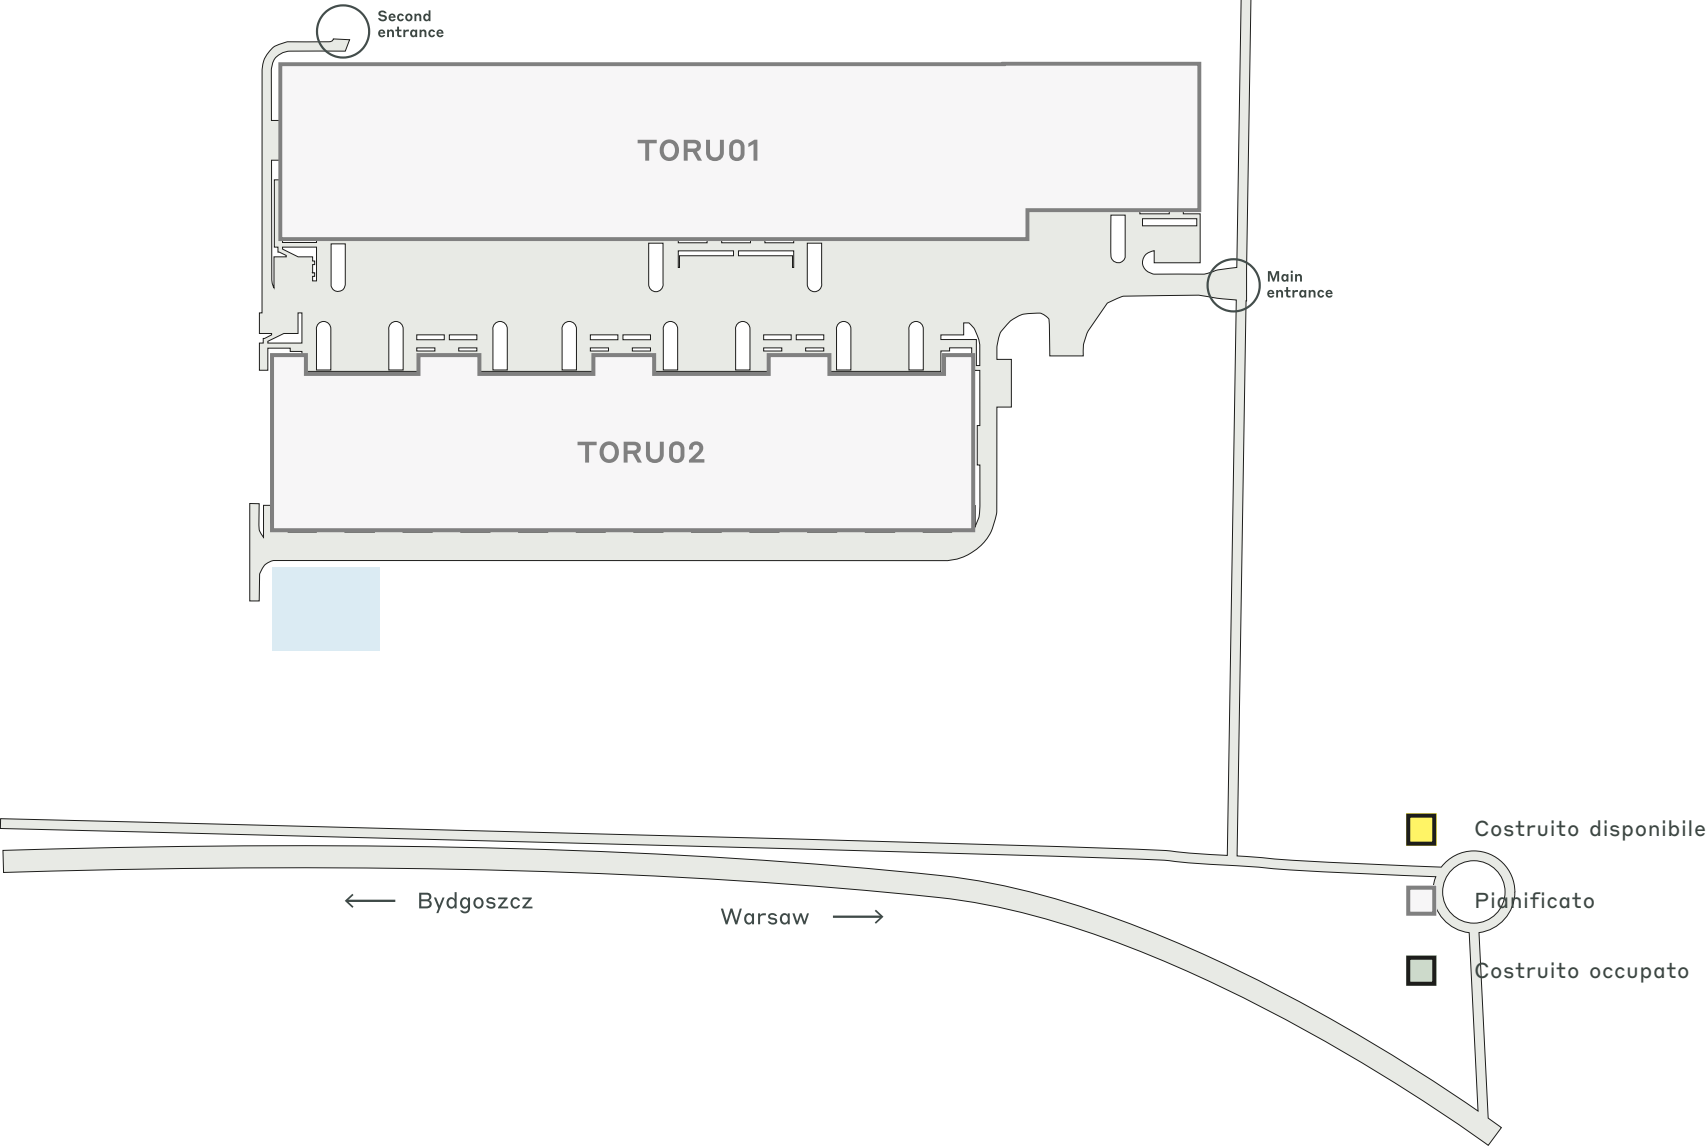 Second
entrance
TORU01
Main
entrance
TORU02
Costruito disponibile
Bydgoszcz
Warsaw
Pianificato
Costruito occupato